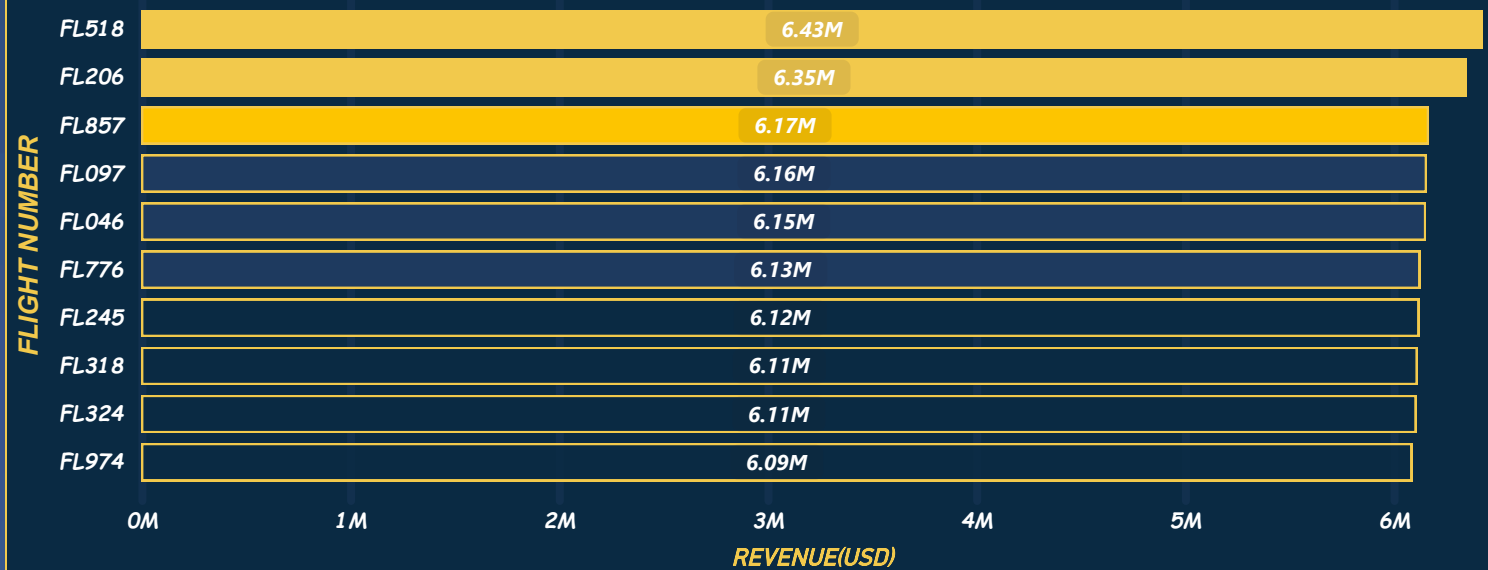 FLIGHT NUMBER
FL518 6.43M
FL206 6.35M
FL857 6.17M
FL097 6.16M
FL046 6.15M
FL776 6.13M
FL245 6.12M
FL318 6.11M
FL324 6.11M
FL974 6.09M
0M 1M 2M 3M 4M 5M 6M
REVENUE(USD)